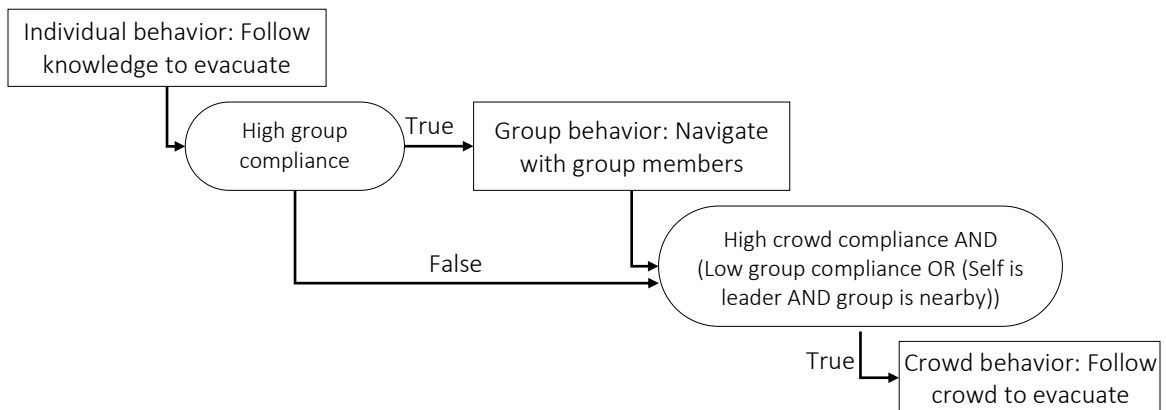 Individual behavior: Follow
knowledge to evacuate
High group
compliance
True
Group behavior: Navigate
with group members
False
High crowd compliance AND
(Low group compliance OR (Self is
leader AND group is nearby))
True
Crowd behavior: Follow
crowd to evacuate